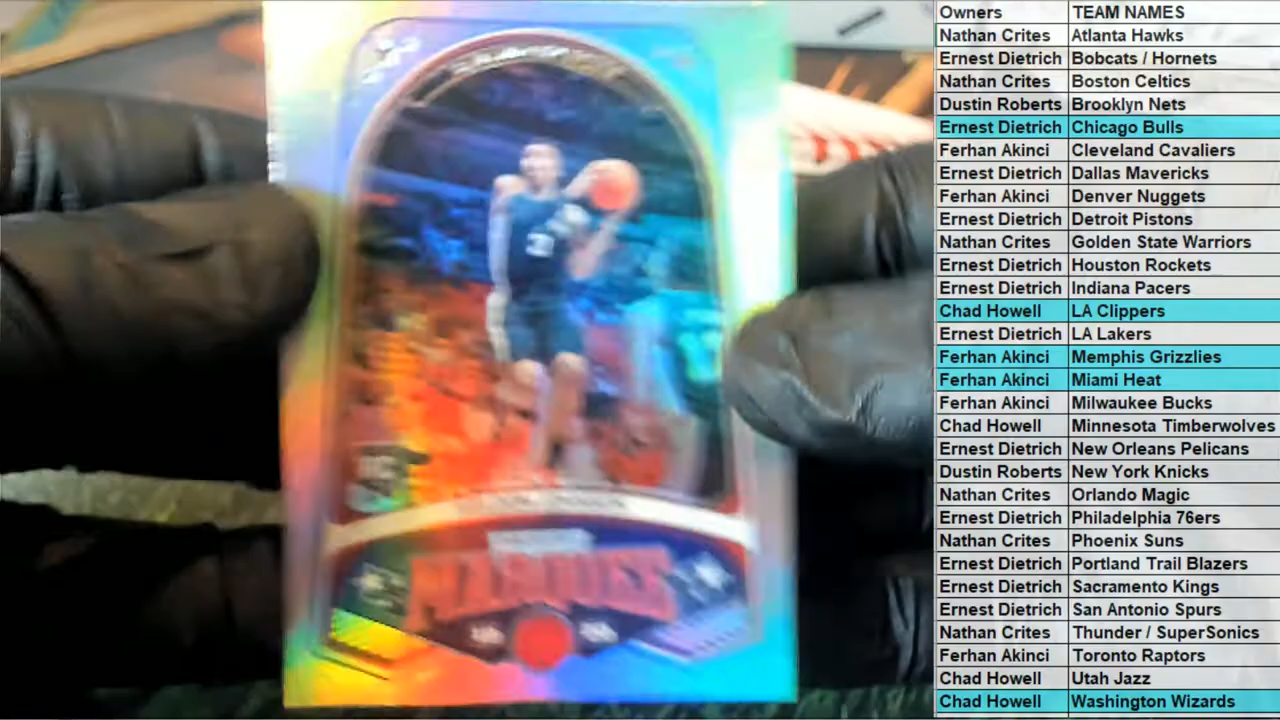 Owners TEAM NAMES
Nathan Crites Atlanta Hawks
Ernest Dietrich Bobcats / Hornets
Nathan Crites Boston Celtics
Dustin Roberts Brooklyn Nets
Ernest Dietrich Chicago Bulls
Ferhan Akinci Cleveland Cavaliers
Ernest Dietrich Dallas Mavericks
Ferhan Akinci Denver Nuggets
Ernest Dietrich Detroit Pistons
Nathan Crites Golden State Warriors
Ernest Dietrich Houston Rockets
Ernest Dietrich Indiana Pacers
Chad Howell LA Clippers
Ernest Dietrich LA Lakers
Ferhan Akinci Memphis Grizzlies
Ferhan Akinci Miami Heat
Ferhan Akinci Milwaukee Bucks
Chad Howell Minnesota Timberwolves
Ernest Dietrich New Orleans Pelicans
Dustin Roberts New York Knicks
Nathan Crites Orlando Magic
Ernest Dietrich Philadelphia 76ers
Nathan Crites Phoenix Suns
Ernest Dietrich Portland Trail Blazers
Ernest Dietrich Sacramento Kings
Ernest Dietrich San Antonio Spurs
Nathan Crites Thunder / SuperSonics
Ferhan Akinci Toronto Raptors
Chad Howell Utah Jazz
Chad Howell Washington Wizards
MARQUEE